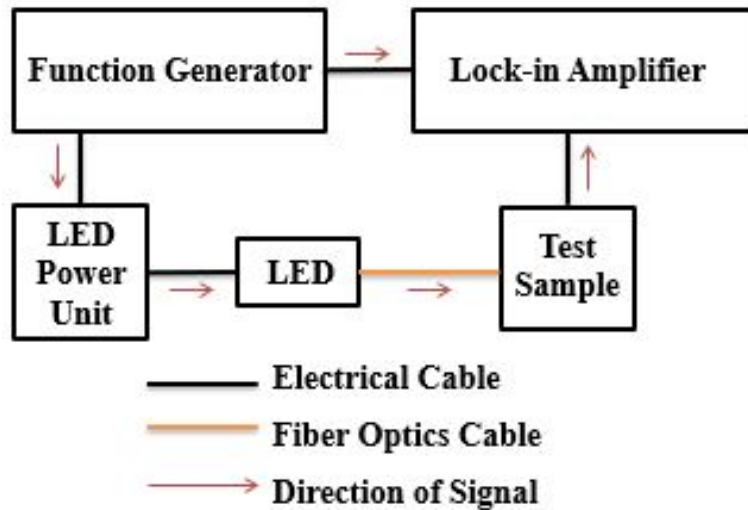 Function Generator
Lock-in Amplifier
LED
Power
Unit
LED
Test
Sample
Electrical Cable
Fiber Optics Cable
Direction of Signal